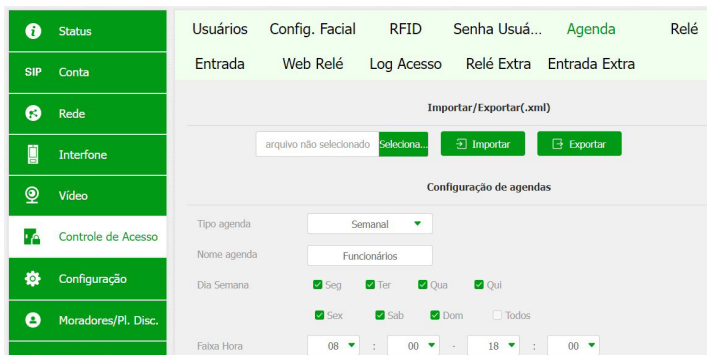 Status
SIP Conta
Rede
Interfone
Vídeo
Controle de Acesso
Configuração
Moradores/Pl. Disc.
Usuários Config. Facial RFID Senha Usuá... Agenda Relé
Entrada Web Relé Log Acesso Relé Extra Entrada Extra
Importar/Exportar(.xml)
arquivo não selecionado Seleciona... Importar Exportar
Configuração de agendas
Tipo agenda Semanal
Nome agenda Funcionários
Dia Semana Seg Ter Qua Qui
Sex Sab Dom Todos
Faixa Hora 08 : 00 - 18 : 00